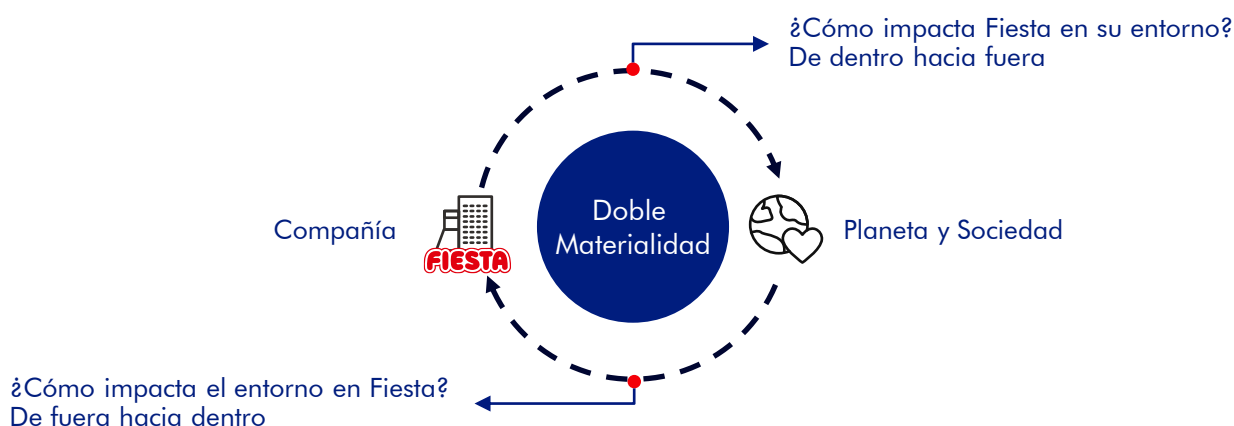 ¿Cómo impacta Fiesta en su entorno?
De dentro hacia fuera
Doble
Materialidad
Compañía
FIESTA
Planeta y Sociedad
¿Cómo impacta el entorno en Fiesta?
De fuera hacia dentro